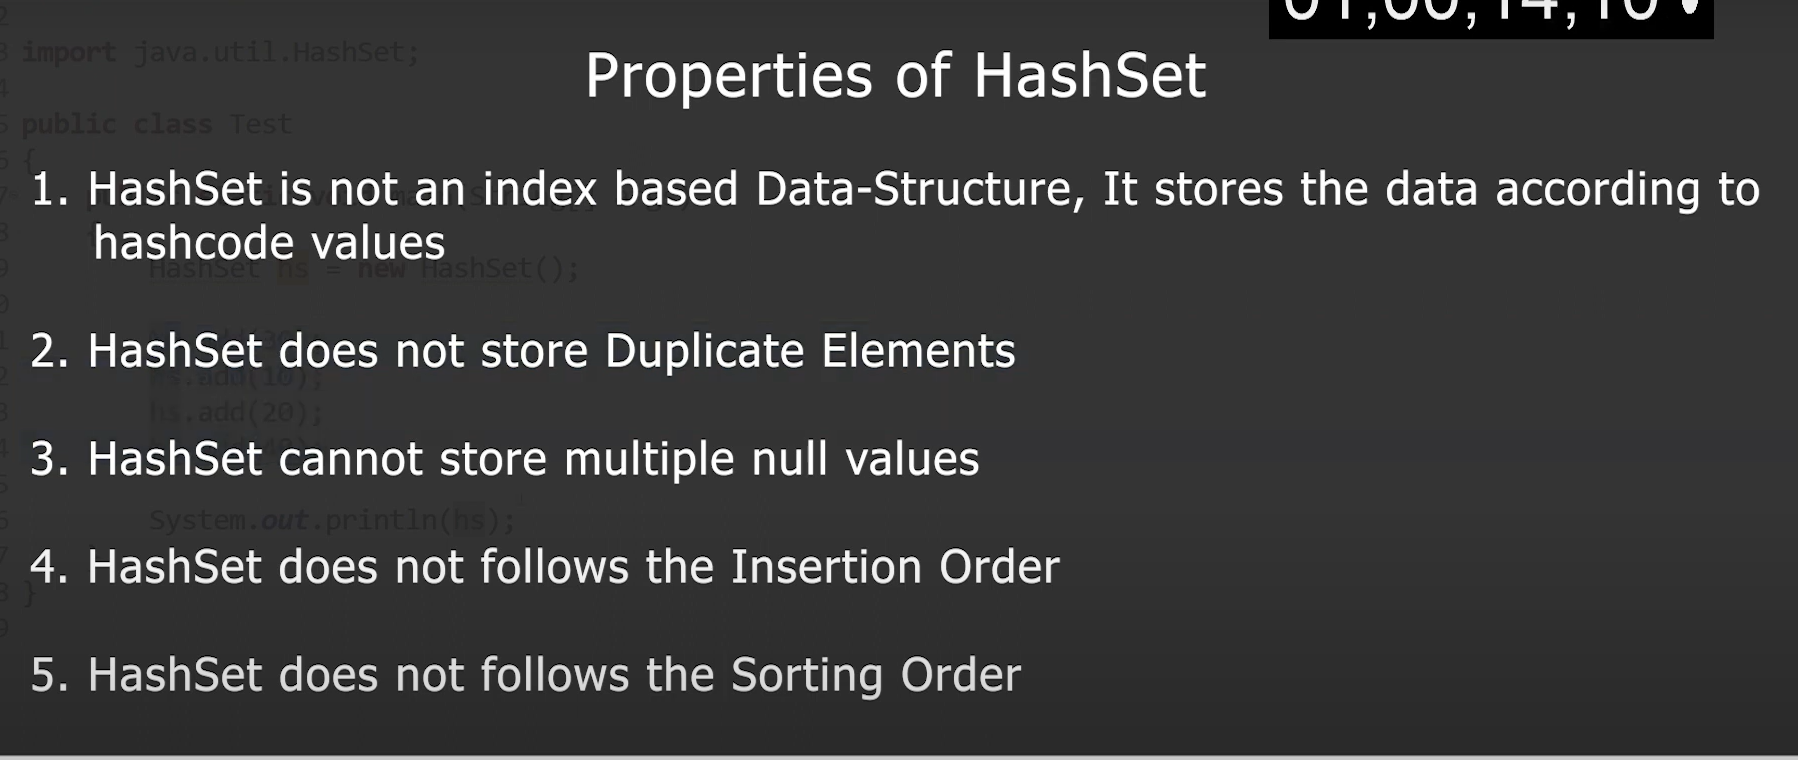 import java.util.HashSet;
Properties of HashSet
public class Test
{
1. HashSet is not an index based Data-Structure, It stores the data according to
hashcode values
HashSet hs = new HashSet();
2. HashSet does not store Duplicate Elements
hs.add(10);
hs.add(20);
3. HashSet cannot store multiple null values
System.out.println(hs);
4. HashSet does not follows the Insertion Order
}
5. HashSet does not follows the Sorting Order